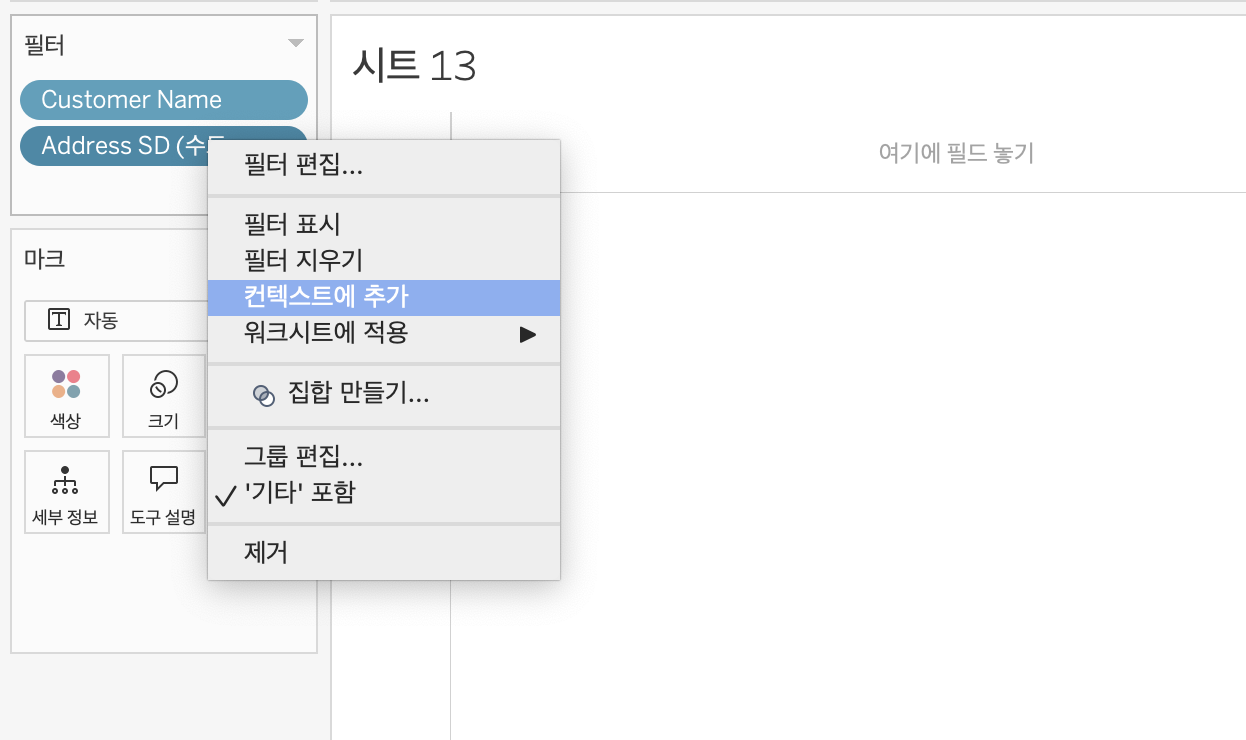 필터
Customer Name
Address SD (수도
시트 13
여기에 필드 놓기
필터 편집...
필터 표시
필터 지우기
컨텍스트에 추가
워크시트에 적용
집합 만들기...
그룹 편집...
'기타' 포함
제거
마크
자동
색상
크기
세부 정보
도구 설명